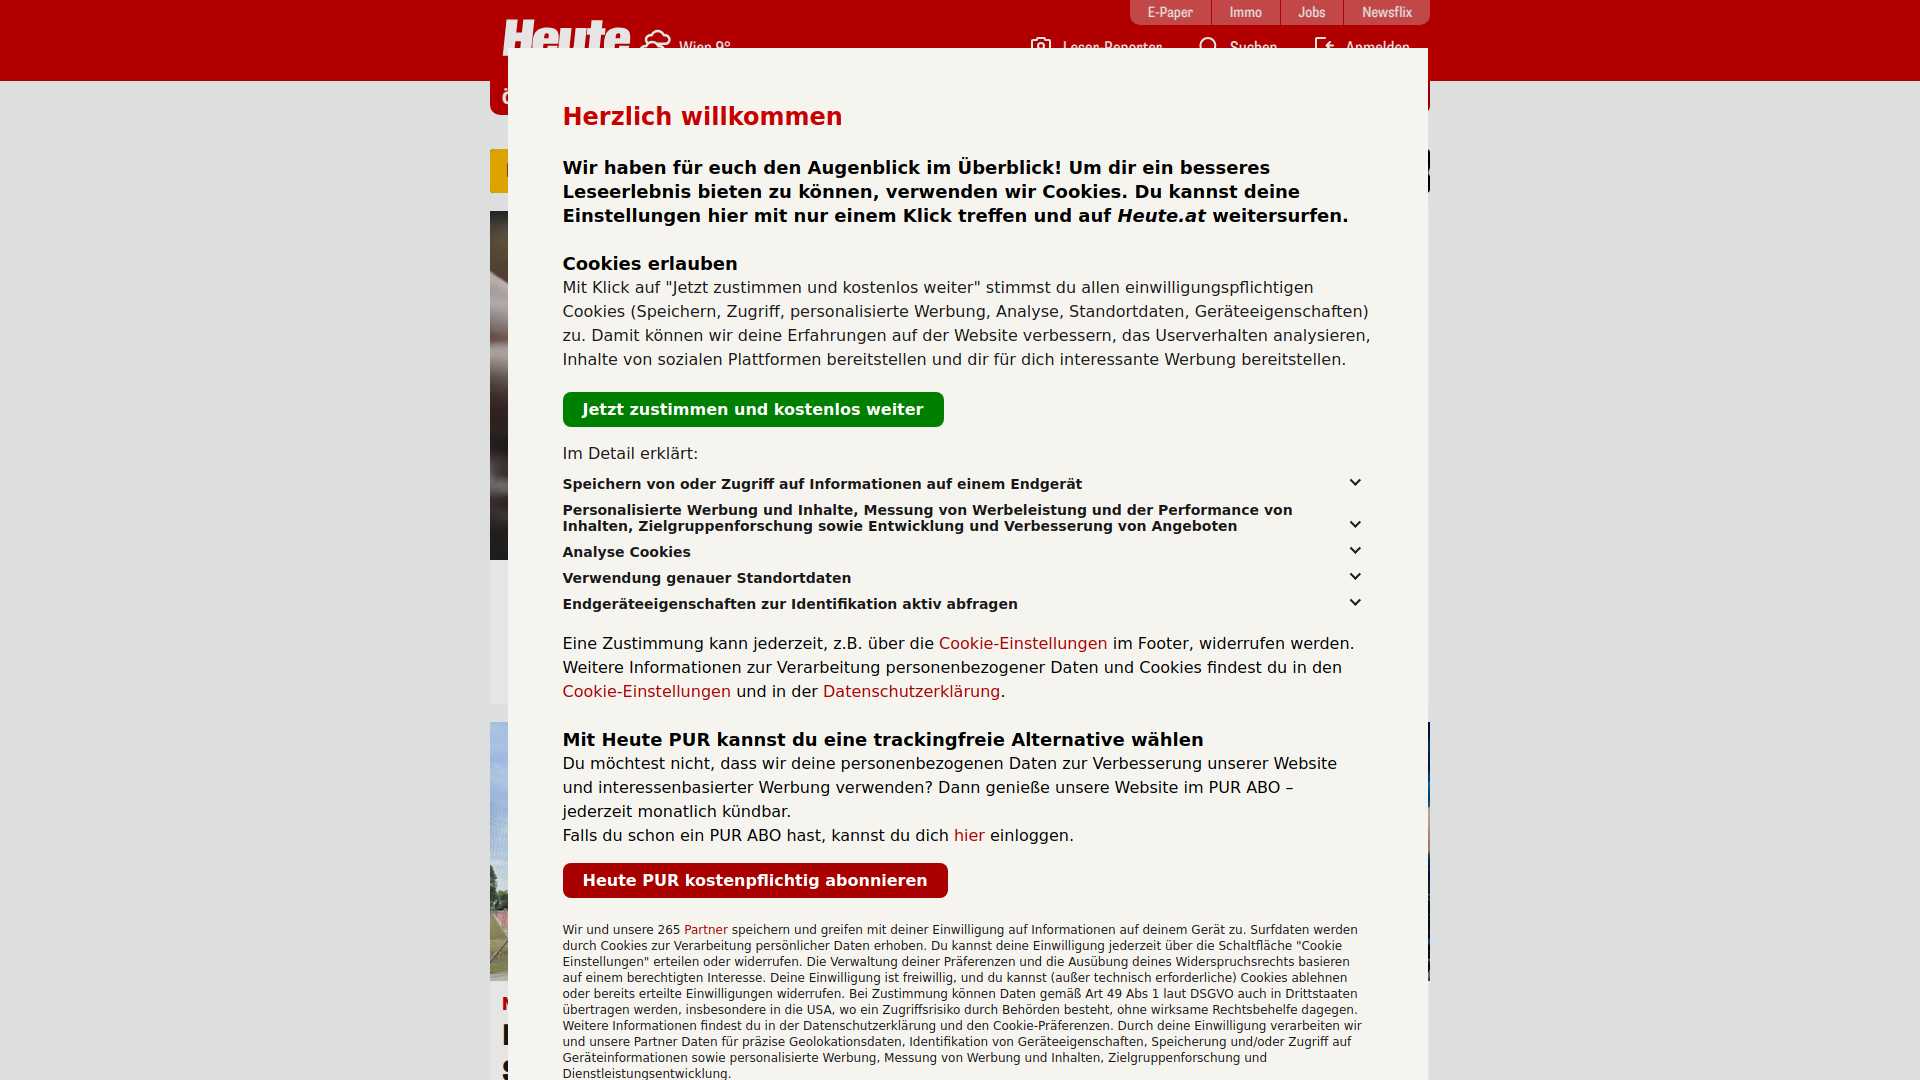 E-Paper
Immo
Jobs
Newsflix
Heute
Wien 9°
Leser-Reporter
Suchen
Anmelden
Herzlich willkommen
Wir haben für euch den Augenblick im Überblick! Um dir ein besseres
Leseerlebnis bieten zu können, verwenden wir Cookies. Du kannst deine
Einstellungen hier mit nur einem Klick treffen und auf Heute.at weitersurfen.
Cookies erlauben
Mit Klick auf "Jetzt zustimmen und kostenlos weiter" stimmst du allen einwilligungspflichtigen
Cookies (Speichern, Zugriff, personalisierte Werbung, Analyse, Standortdaten, Geräteeigenschaften)
zu. Damit können wir deine Erfahrungen auf der Website verbessern, das Userverhalten analysieren,
Inhalte von sozialen Plattformen bereitstellen und dir für dich interessante Werbung bereitstellen.
Jetzt zustimmen und kostenlos weiter
Im Detail erklärt:
Speichern von oder Zugriff auf Informationen auf einem Endgerät
Personalisierte Werbung und Inhalte, Messung von Werbeleistung und der Performance von
Inhalten, Zielgruppenforschung sowie Entwicklung und Verbesserung von Angeboten
Analyse Cookies
Verwendung genauer Standortdaten
Endgeräteeigenschaften zur Identifikation aktiv abfragen
Eine Zustimmung kann jederzeit, z.B. über die Cookie-Einstellungen im Footer, widerrufen werden.
Weitere Informationen zur Verarbeitung personenbezogener Daten und Cookies findest du in den
Cookie-Einstellungen und in der Datenschutzerklärung.
Mit Heute PUR kannst du eine trackingfreie Alternative wählen
Du möchtest nicht, dass wir deine personenbezogenen Daten zur Verbesserung unserer Website
und interessenbasierter Werbung verwenden? Dann genieße unsere Website im PUR ABO –
jederzeit monatlich kündbar.
Falls du schon ein PUR ABO hast, kannst du dich hier einloggen.
Heute PUR kostenpflichtig abonnieren
Wir und unsere 265 Partner speichern und greifen mit deiner Einwilligung auf Informationen auf deinem Gerät zu. Surfdaten werden
durch Cookies zur Verarbeitung persönlicher Daten erhoben. Du kannst deine Einwilligung jederzeit über die Schaltfläche "Cookie
Einstellungen" erteilen oder widerrufen. Die Verwaltung deiner Präferenzen und die Ausübung deines Widerspruchsrechts basieren
auf einem berechtigten Interesse. Deine Einwilligung ist freiwillig, und du kannst (außer technisch erforderliche) Cookies ablehnen
oder bereits erteilte Einwilligungen widerrufen. Bei Zustimmung können Daten gemäß Art 49 Abs 1 laut DSGVO auch in Drittstaaten
übertragen werden, insbesondere in die USA, wo ein Zugriffsrisiko durch Behörden besteht, ohne wirksame Rechtsbehelfe dagegen.
Weitere Informationen findest du in der Datenschutzerklärung und den Cookie-Präferenzen. Durch deine Einwilligung verarbeiten wir
und unsere Partner Daten für präzise Geolokationsdaten, Identifikation von Geräteeigenschaften, Speicherung und/oder Zugriff auf
Geräteinformationen sowie personalisierte Werbung, Messung von Werbung und Inhalten, Zielgruppenforschung und
Dienstleistungsentwicklung.